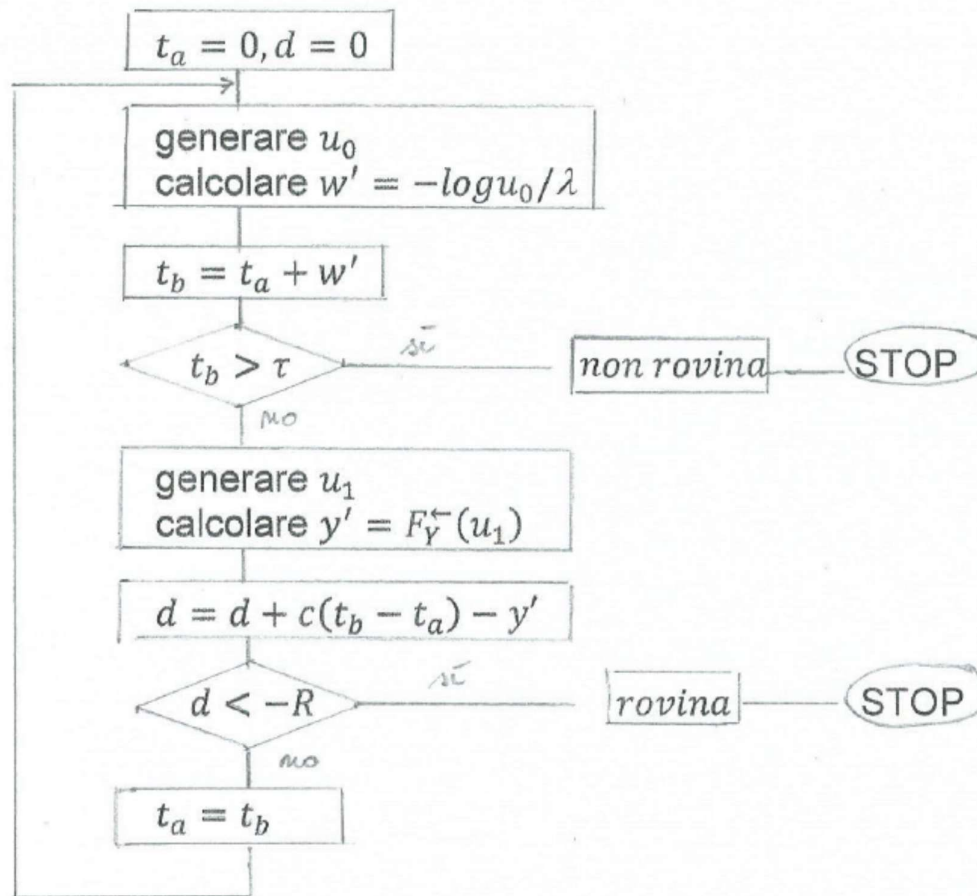 t_a = 0, d = 0
generare u_0
calcolare w' = −logu_0/λ
t_b = t_a + w'
t_b > τ
sì
non rovina
STOP
no
generare u_1
calcolare y' = F_Y^←(u_1)
d = d + c(t_b − t_a) − y'
d < −R
sì
rovina
STOP
no
t_a = t_b